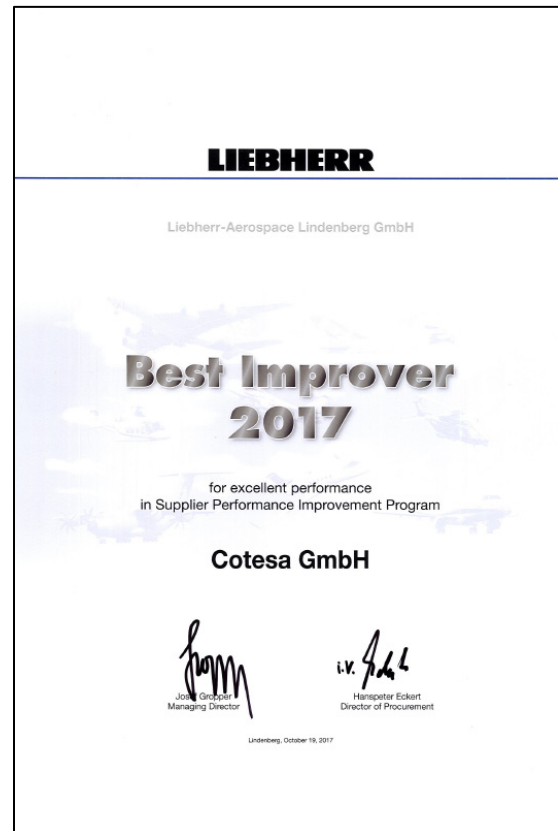 LIEBHERR
Liebherr-Aerospace Lindenberg GmbH
Best Improver
2017
for excellent performance
in Supplier Performance Improvement Program
Cotesa GmbH
i.V.
Josef Gropper
Managing Director
Hanspeter Eckert
Director of Procurement
Lindenberg, October 19, 2017